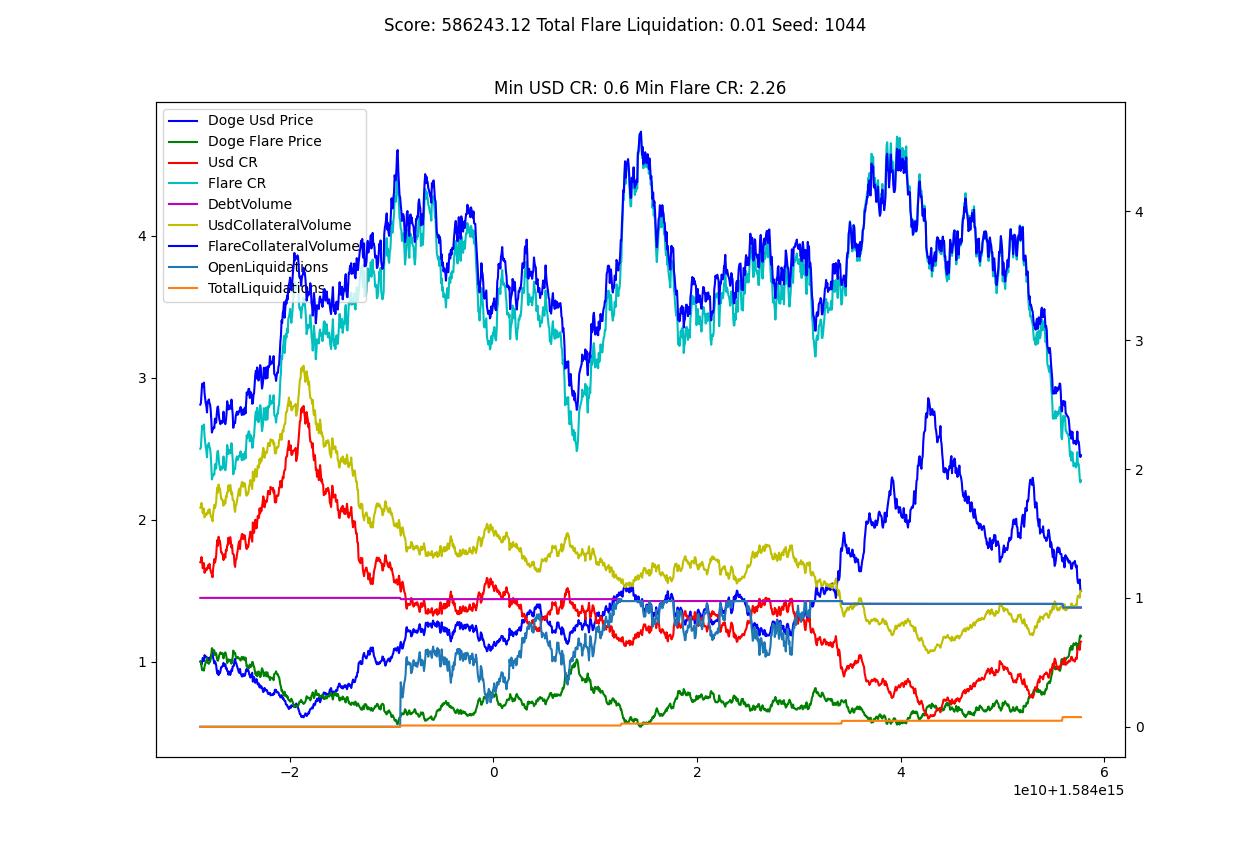 Score: 586243.12 Total Flare Liquidation: 0.01 Seed: 1044
Min USD CR: 0.6 Min Flare CR: 2.26
Doge Usd Price
Doge Flare Price
Usd CR
Flare CR
DebtVolume
UsdCollateralVolume
FlareCollateralVolume
OpenLiquidations
TotalLiquidations
4
3
2
1
4
3
2
1
0
−2
0
2
4
6
1e10+1.584e15